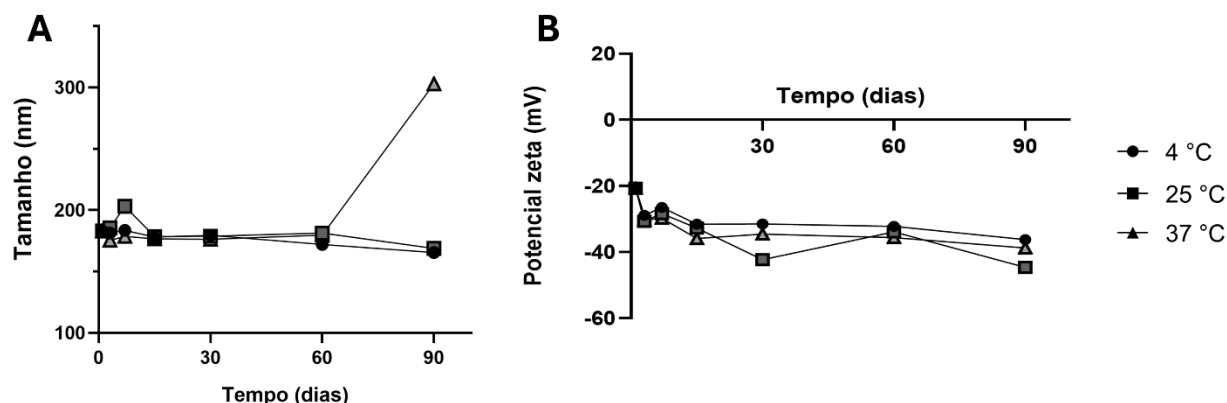 A
Tamanho (nm)
300
200
100
0
30
60
90
Tempo (dias)
B
Potencial zeta (mV)
20
0
-20
-40
-60
Tempo (dias)
30
60
90
4 °C
25 °C
37 °C